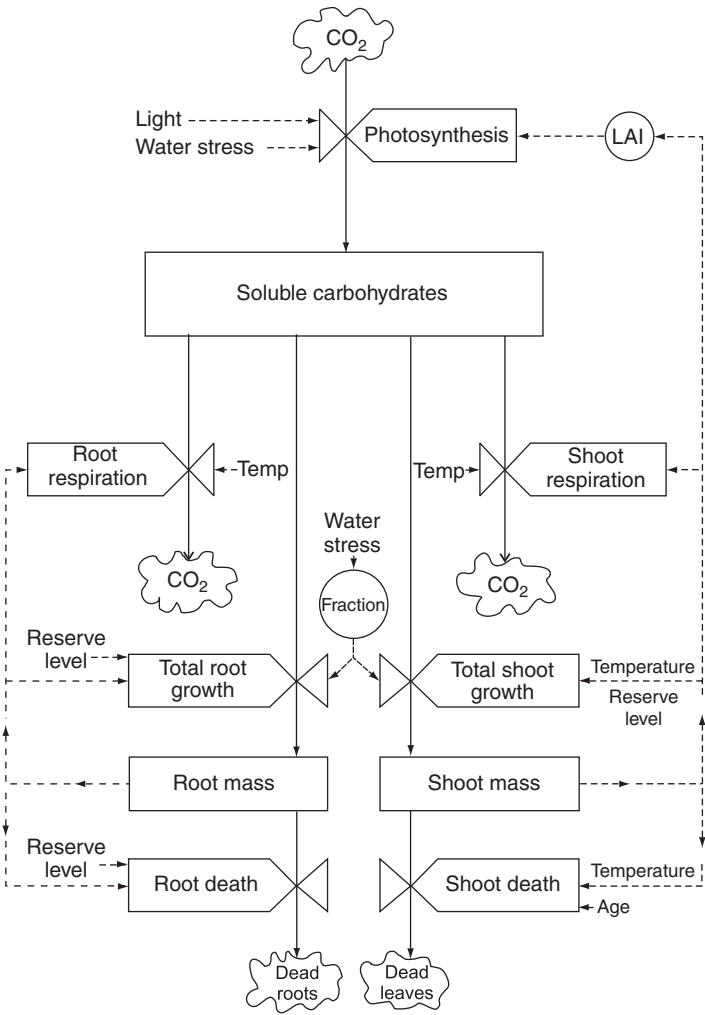 CO2
Light
Water stress
Photosynthesis
LAI
Soluble carbohydrates
Root
respiration
Temp
Temp
Shoot
respiration
Water
stress
CO2
CO2
Fraction
Reserve
level
Total root
growth
Total shoot
growth
Temperature
Reserve
level
Root mass
Shoot mass
Reserve
level
Root death
Shoot death
Temperature
Age
Dead
roots
Dead
leaves